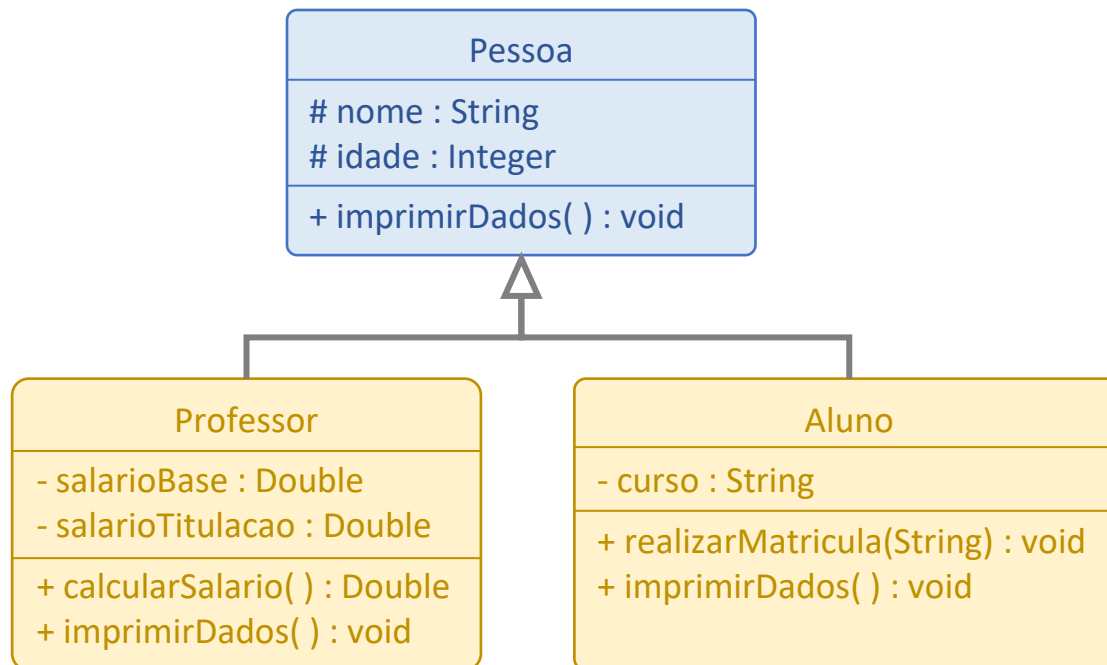 Pessoa
# nome : String
# idade : Integer
+ imprimirDados( ) : void
Professor
- salarioBase : Double
- salarioTitulacao : Double
+ calcularSalario( ) : Double
+ imprimirDados( ) : void
Aluno
- curso : String
+ realizarMatricula(String) : void
+ imprimirDados( ) : void